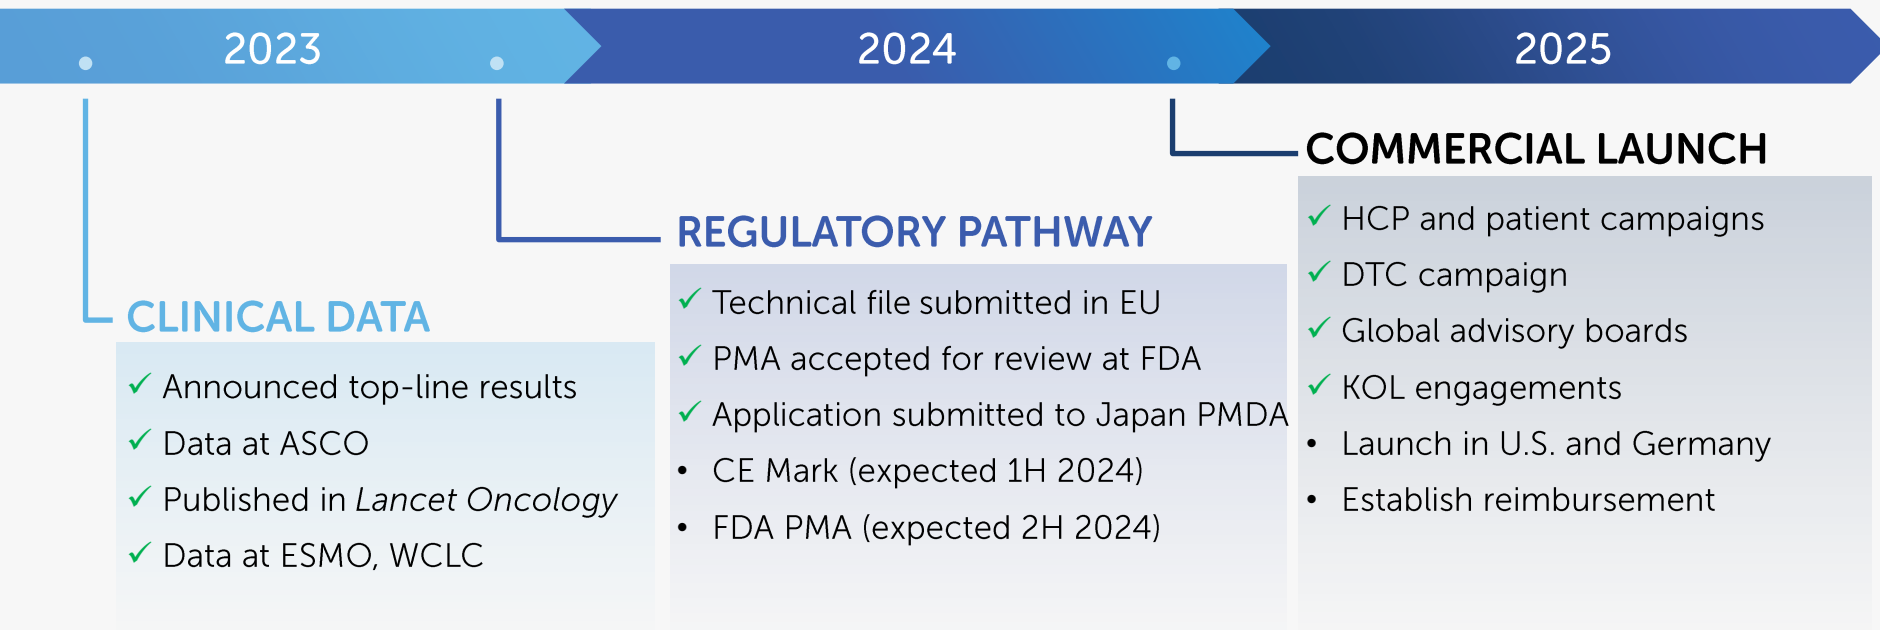 2023
2024
2025
CLINICAL DATA
✓ Announced top-line results
✓ Data at ASCO
✓ Published in Lancet Oncology
✓ Data at ESMO, WCLC
REGULATORY PATHWAY
✓ Technical file submitted in EU
✓ PMA accepted for review at FDA
✓ Application submitted to Japan PMDA
• CE Mark (expected 1H 2024)
• FDA PMA (expected 2H 2024)
COMMERCIAL LAUNCH
✓ HCP and patient campaigns
✓ DTC campaign
✓ Global advisory boards
✓ KOL engagements
• Launch in U.S. and Germany
• Establish reimbursement